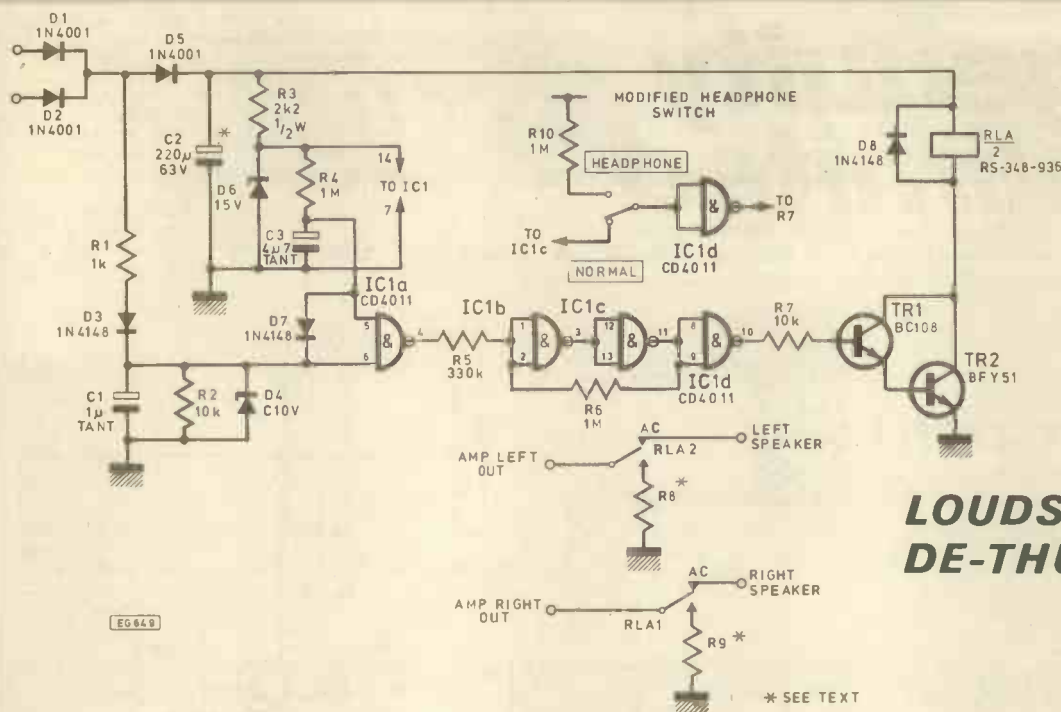 D1
1N4001
D2
1N4001
D5
1N4001
C2
220µ
63V
*
R3
2k2
1/2W
D6
15V
R4
1M
14
TO IC1
7
C3
4µ7
TANT
R1
1k
D3
1N4148
C1
1µ
TANT
R2
10k
D4
C10V
D7
1N4148
IC1a
CD4011
5
6
&
4
R5
330k
IC1b
1
2
&
3
IC1c
12
13
&
11
8
9
&
10
IC1d
CD4011
R6
1M
R7
10k
TR1
BC108
TR2
BFY51
MODIFIED HEADPHONE
SWITCH
R10
1M
HEADPHONE
TO
IC1c
NORMAL
&
IC1d
CD4011
TO
R7
D8
1N4148
RLA
2
RS-348-936
AMP LEFT
OUT
AC
RLA2
LEFT
SPEAKER
R8
*
AMP RIGHT
OUT
AC
RLA1
RIGHT
SPEAKER
R9
*
* SEE TEXT
EG649
LOUDS
DE-THU